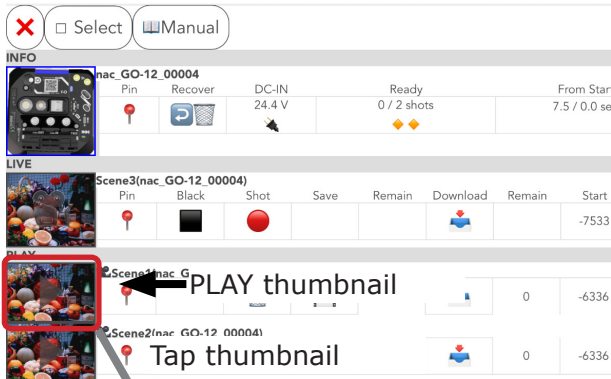 Select Manual
INFO
nac_GO-12_00004
Pin Recover DC-IN Ready From Star
24.4 V 0 / 2 shots 7.5 / 0.0 se
LIVE
Scene3(nac_GO-12_00004)
Pin Black Shot Save Remain Download Remain Start
-7533
PLAY
Scene1(nac_G
PLAY thumbnail
0 -6336
Scene2(nac_GO-12_00004)
Tap thumbnail
0 -6336